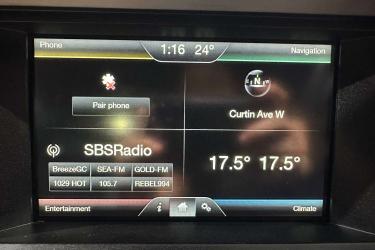 Phone
1:16 24°
Navigation
Pair phone
N
Curtin Ave W
SBSRadio
BreezeGC SEA-FM GOLD-FM
1029 HOT 105.7 REBEL994
17.5° 17.5°
Entertainment
i
Climate